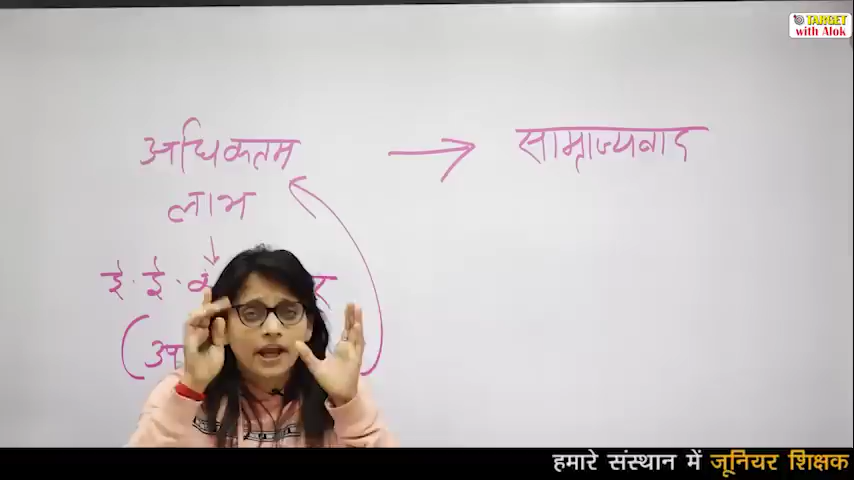 TARGET
with Alok
अधिकतम → साम्राज्यवाद
लाभ
ई. ई. क
हमारे संस्थान में जूनियर शिक्षक